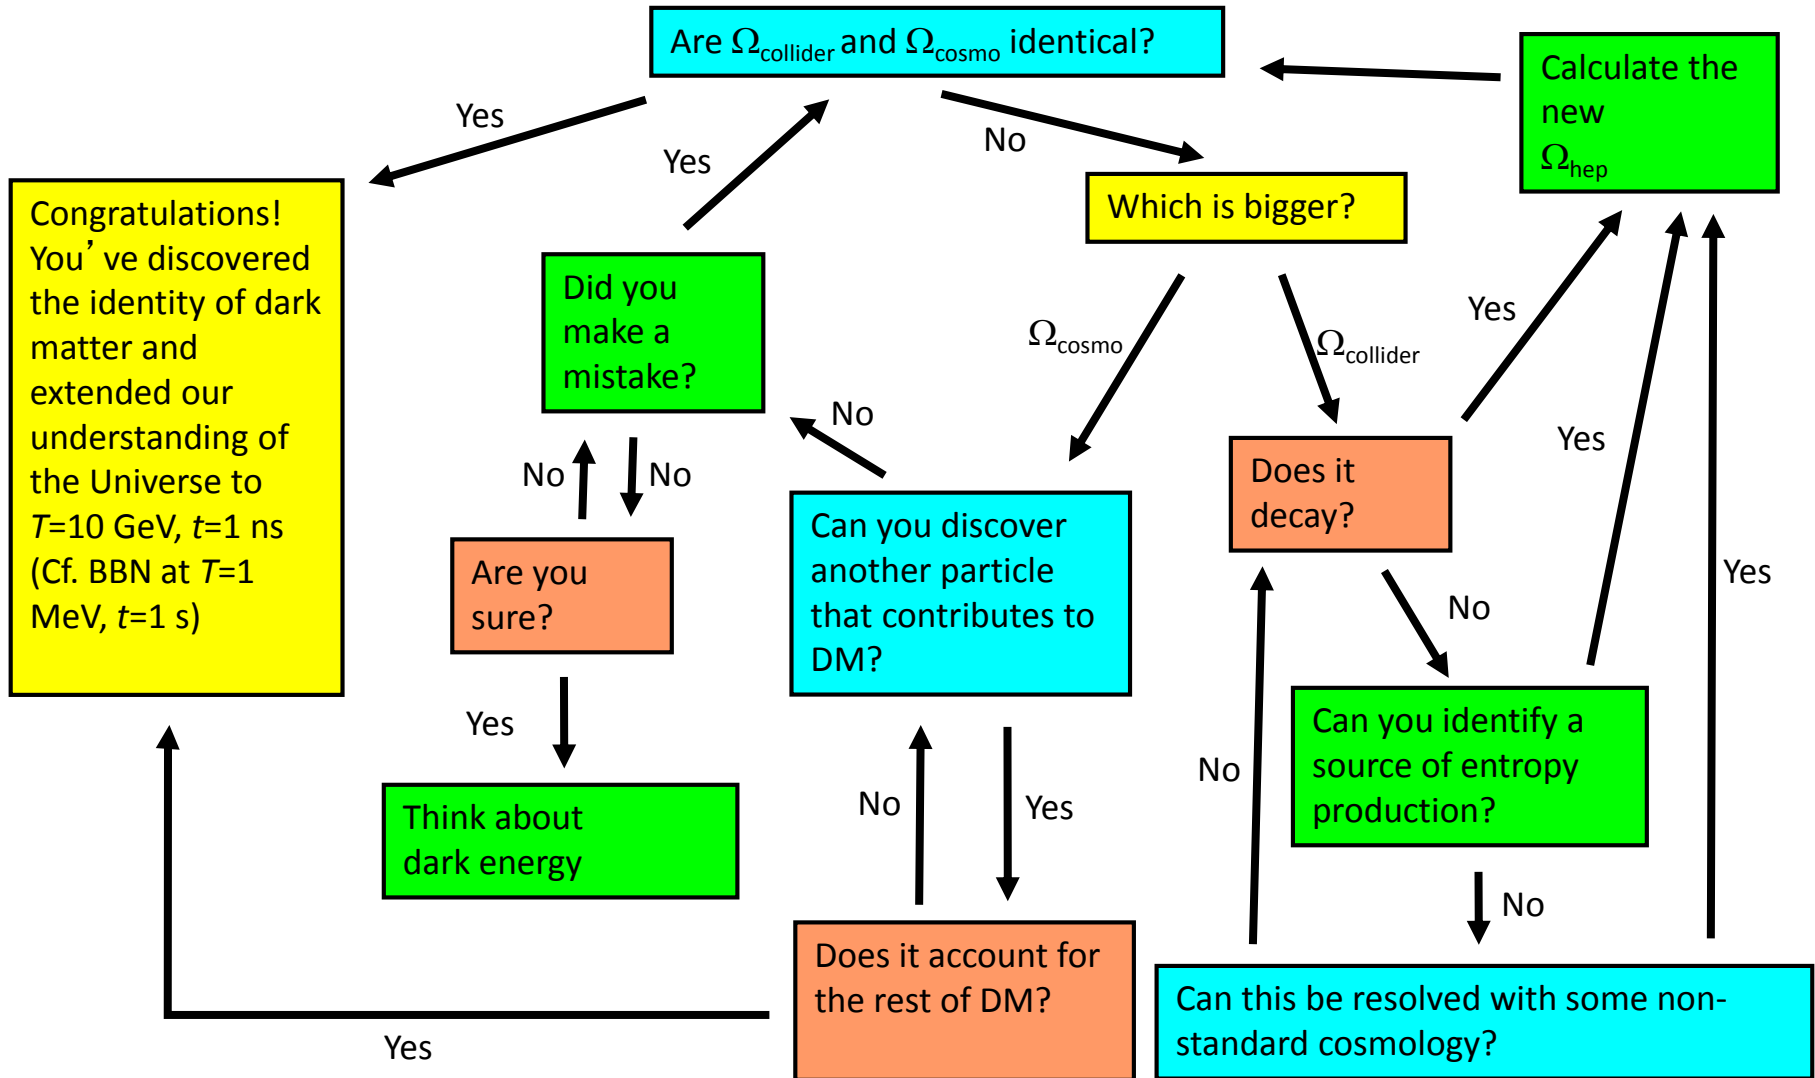 Are Ωcollider and Ωcosmo identical?
Calculate the
new
Ωhep
Yes
Yes
No
Congratulations!
You’ ve discovered
the identity of dark
matter and
extended our
understanding of
the Universe to
T=10 GeV, t=1 ns
(Cf. BBN at T=1
MeV, t=1 s)
Which is bigger?
Did you
make a
mistake?
Ωcosmo
Ωcollider
Yes
Yes
Yes
No
No
No
Does it
decay?
Are you
sure?
Can you discover
another particle
that contributes to
DM?
No
Yes
Can you identify a
source of entropy
production?
No
No
Yes
Think about
dark energy
No
Does it account for
the rest of DM?
Yes
Can this be resolved with some non-
standard cosmology?